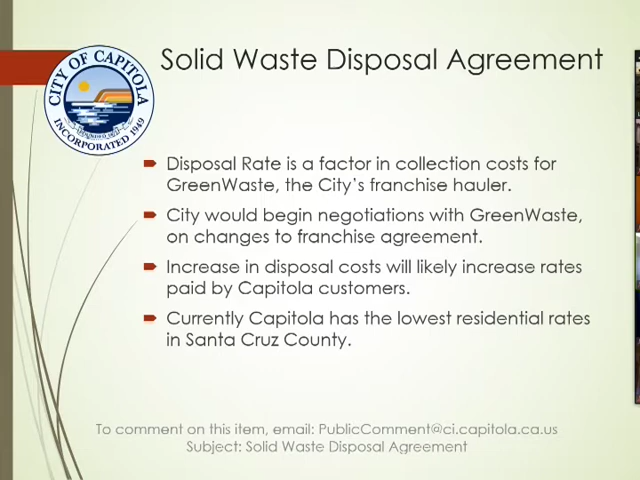 Solid Waste Disposal Agreement
CITY OF CAPITOLA
INCORPORATED 1949
Disposal Rate is a factor in collection costs for
GreenWaste, the City's franchise hauler.
City would begin negotiations with GreenWaste,
on changes to franchise agreement.
Increase in disposal costs will likely increase rates
paid by Capitola customers.
Currently Capitola has the lowest residential rates
in Santa Cruz County.
To comment on this item, email: PublicComment@ci.capitola.ca.us
Subject: Solid Waste Disposal Agreement